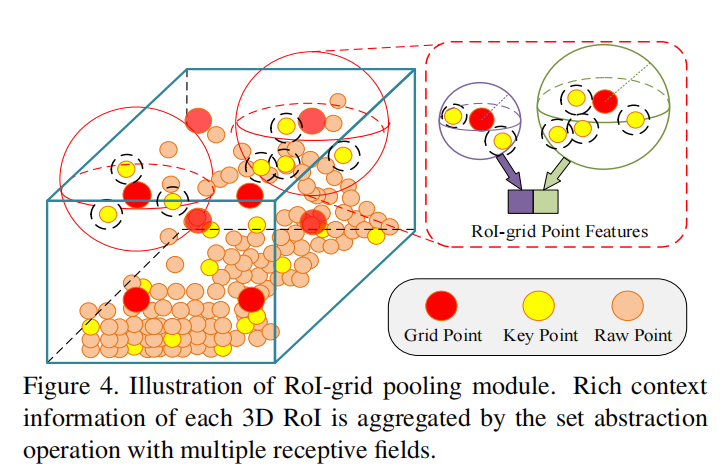 RoI-grid Point Features
Grid Point
Key Point
Raw Point
Figure 4. Illustration of RoI-grid pooling module. Rich context
information of each 3D RoI is aggregated by the set abstraction
operation with multiple receptive fields.